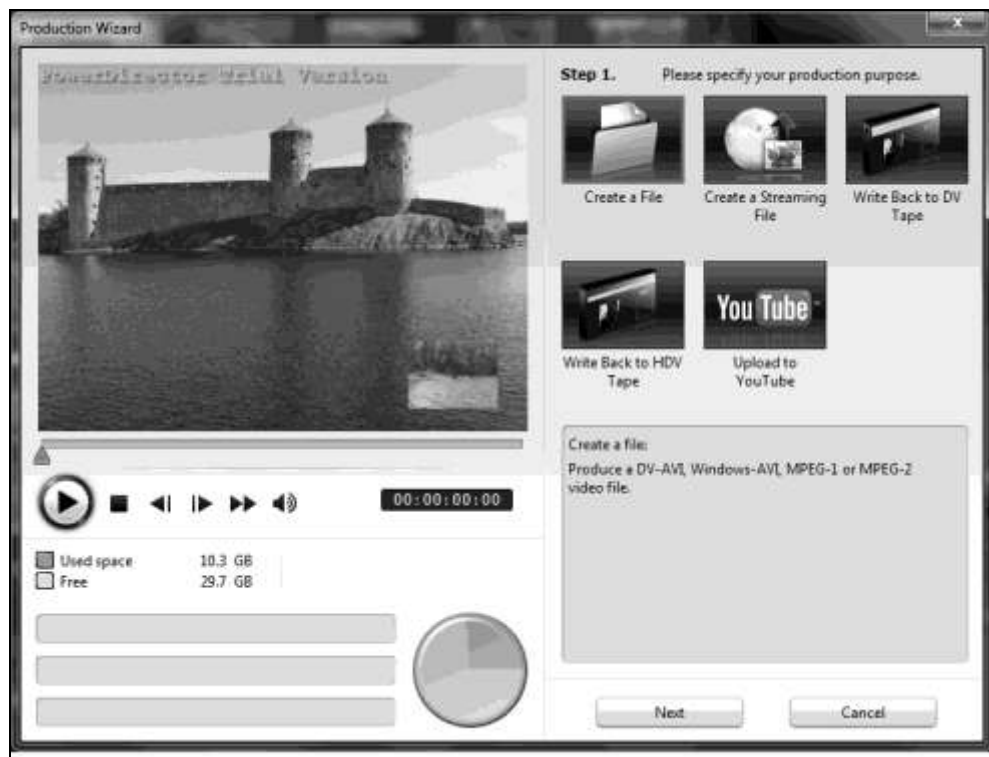 Production Wizard
x
PowerDirector Trial Version
Step 1. Please specify your production purpose.
Create a File
Create a Streaming
File
Write Back to DV
Tape
You Tube
Write Back to HDV
Tape
Upload to
YouTube
Create a file:
Produce a DV-AVI, Windows-AVI, MPEG-1 or MPEG-2
video file.
00:00:00:00
Used space 10.3 GB
Free 29.7 GB
Next Cancel